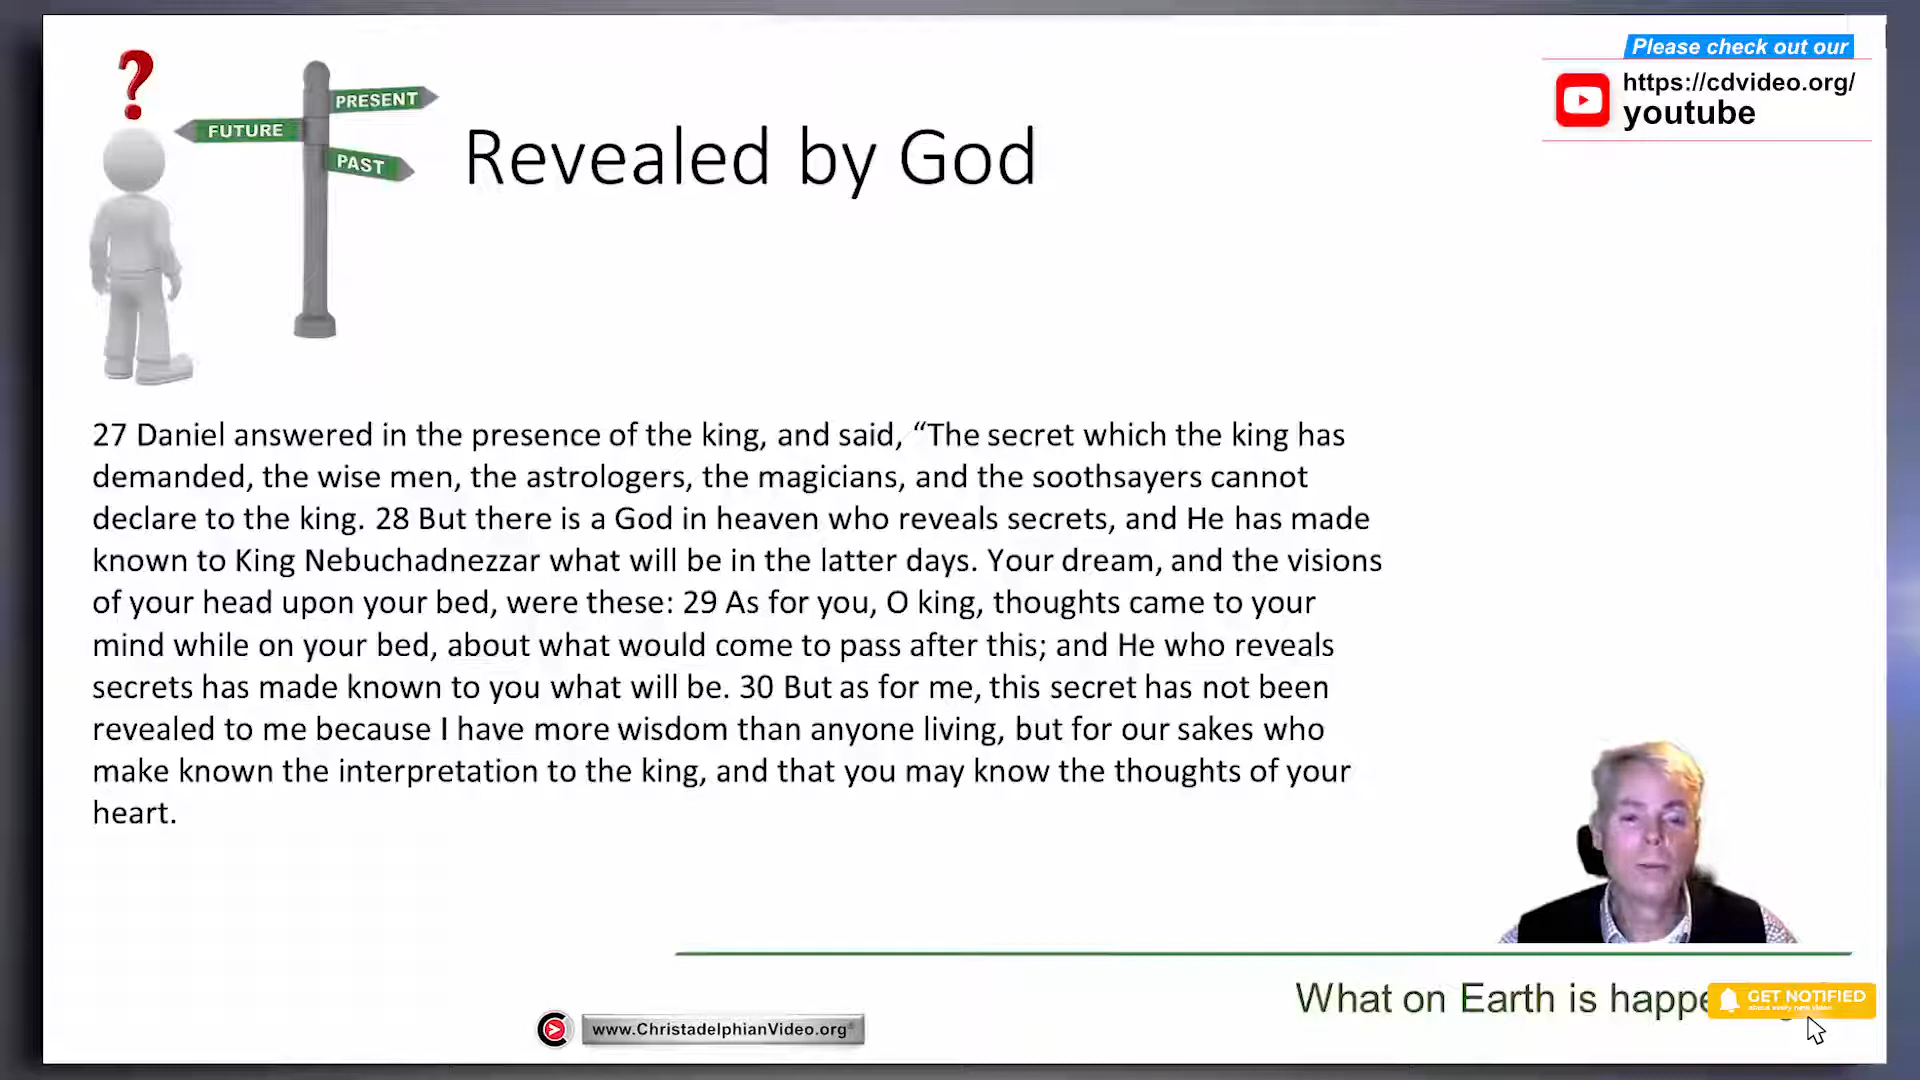 Please check out our
https://cdvideo.org/
youtube
?
PRESENT
FUTURE
PAST
Revealed by God
27 Daniel answered in the presence of the king, and said, “The secret which the king has
demanded, the wise men, the astrologers, the magicians, and the soothsayers cannot
declare to the king. 28 But there is a God in heaven who reveals secrets, and He has made
known to King Nebuchadnezzar what will be in the latter days. Your dream, and the visions
of your head upon your bed, were these: 29 As for you, O king, thoughts came to your
mind while on your bed, about what would come to pass after this; and He who reveals
secrets has made known to you what will be. 30 But as for me, this secret has not been
revealed to me because I have more wisdom than anyone living, but for our sakes who
make known the interpretation to the king, and that you may know the thoughts of your
heart.
What on Earth is happe
GET NOTIFIED
about every new video
www.ChristadelphianVideo.org